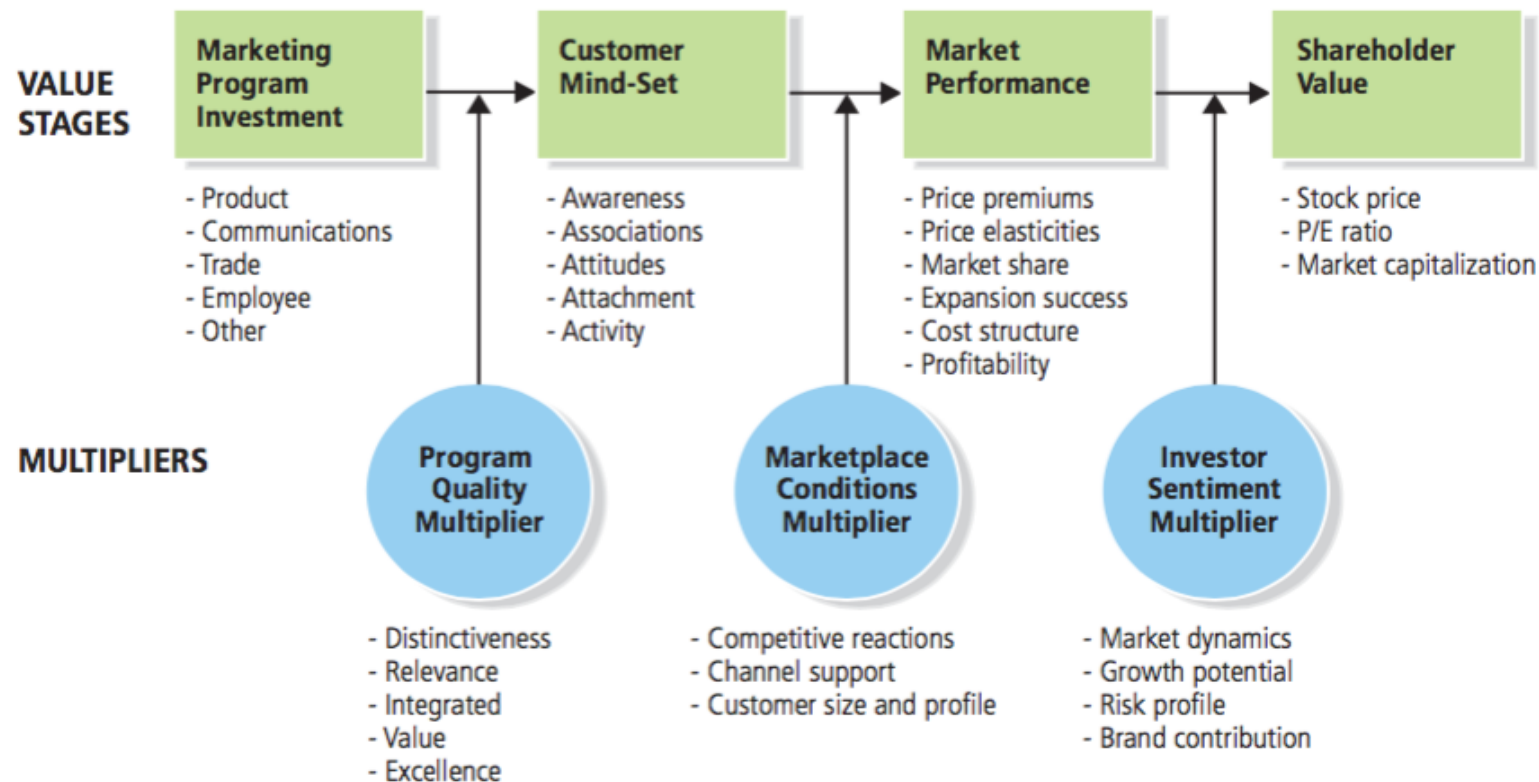 VALUE
STAGES
Marketing
Program
Investment
- Product
- Communications
- Trade
- Employee
- Other
Customer
Mind-Set
- Awareness
- Associations
- Attitudes
- Attachment
- Activity
Market
Performance
- Price premiums
- Price elasticities
- Market share
- Expansion success
- Cost structure
- Profitability
Shareholder
Value
- Stock price
- P/E ratio
- Market capitalization
MULTIPLIERS
Program
Quality
Multiplier
- Distinctiveness
- Relevance
- Integrated
- Value
- Excellence
Marketplace
Conditions
Multiplier
- Competitive reactions
- Channel support
- Customer size and profile
Investor
Sentiment
Multiplier
- Market dynamics
- Growth potential
- Risk profile
- Brand contribution